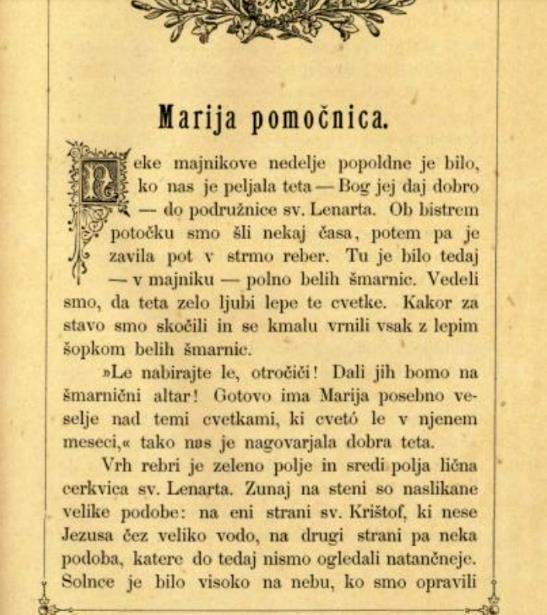 Marija pomočnica.
Neke majnikove nedelje popoldne je bilo,
ko nas je peljala teta — Bog jej daj dobro
— do podružnice sv. Lenarta. Ob bistrem
potočku smo šli nekaj časa, potem pa je
zavila pot v strmo reber. Tu je bilo tedaj
— v majniku — polno belih šmarnic. Vedeli
smo, da teta zelo ljubi lepe te cvetke. Kakor za
stavo smo skočili in se kmalu vrnili vsak z lepim
šopkom belih šmarnic.
»Le nabirajte le, otročiči! Dali jih bomo na
šmarnični altar! Gotovo ima Marija posebno ve-
selje nad temi cvetkami, ki cvetó le v njenem
meseci,« tako nas je nagovarjala dobra teta.
Vrh rebri je zeleno polje in sredi polja lična
cerkvica sv. Lenarta. Zunaj na steni so naslikane
velike podobe: na eni strani sv. Krištof, ki nese
Jezusa čez veliko vodo, na drugi strani pa neka
podoba, katere do tedaj nismo ogledali natančneje.
Solnce je bilo visoko na nebu, ko smo opravili